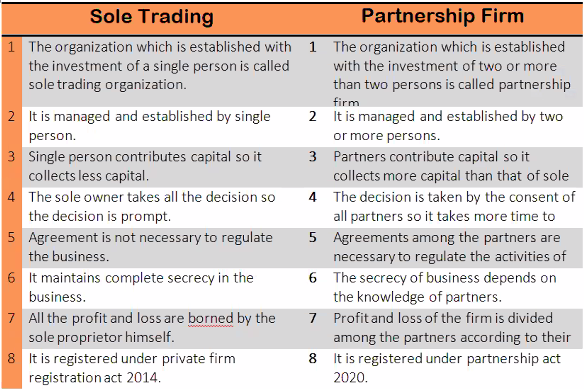 Sole Trading
Partnership Firm
1 The organization which is established with
the investment of a single person is called
sole trading organization.
1 The organization which is established
with the investment of two or more
than two persons is called partnership
firm
2 It is managed and established by single
person.
2 It is managed and established by two
or more persons.
3 Single person contributes capital so it
collects less capital.
3 Partners contribute capital so it
collects more capital than that of sole
4 The sole owner takes all the decision so
the decision is prompt.
4 The decision is taken by the consent of
all partners so it takes more time to
5 Agreement is not necessary to regulate
the business.
5 Agreements among the partners are
necessary to regulate the activities of
6 It maintains complete secrecy in the
business.
6 The secrecy of business depends on
the knowledge of partners.
7 All the profit and loss are borned by the
sole proprietor himself.
7 Profit and loss of the firm is divided
among the partners according to their
8 It is registered under private firm
registration act 2014.
8 It is registered under partnership act
2020.